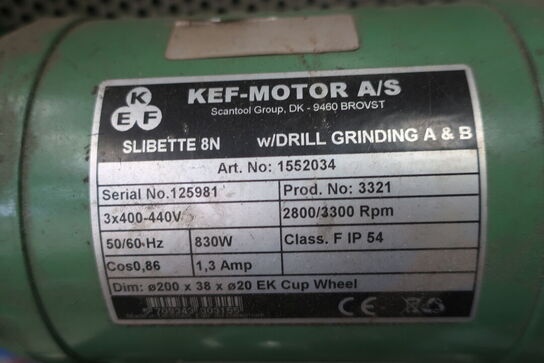 K
E F
KEF-MOTOR A/S
Scantool Group, DK - 9460 BROVST
SLIBETTE 8N w/DRILL GRINDING A & B
Art. No: 1552034
Serial No.125981 Prod. No: 3321
3x400-440V 2800/3300 Rpm
50/60 Hz 830W Class. F IP 54
Cos0,86 1,3 Amp
Dim: ø200 x 38 x ø20 EK Cup Wheel
CE